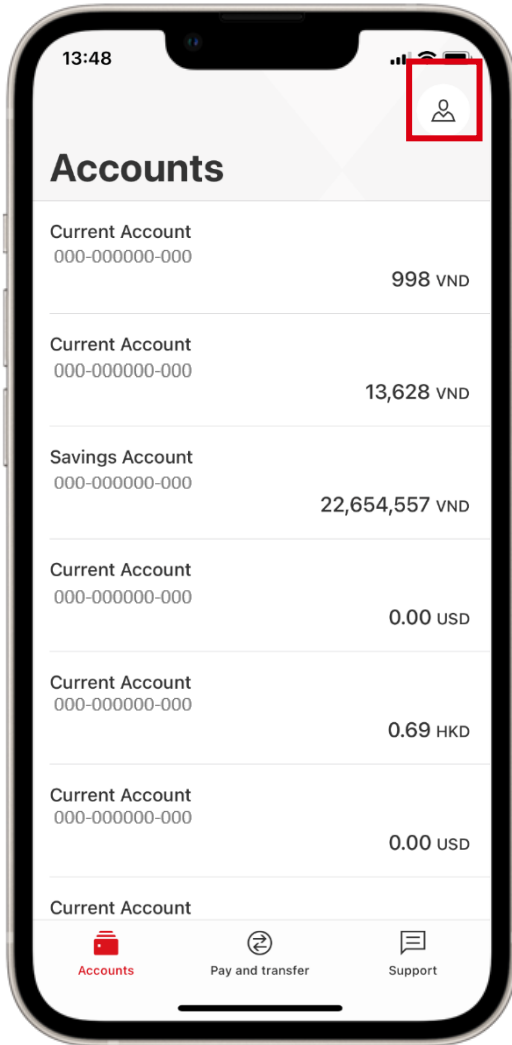 13:48
Accounts
Current Account
000-000000-000
998 VND
Current Account
000-000000-000
13,628 VND
Savings Account
000-000000-000
22,654,557 VND
Current Account
000-000000-000
0.00 USD
Current Account
000-000000-000
0.69 HKD
Current Account
000-000000-000
0.00 USD
Current Account
Accounts
Pay and transfer
Support